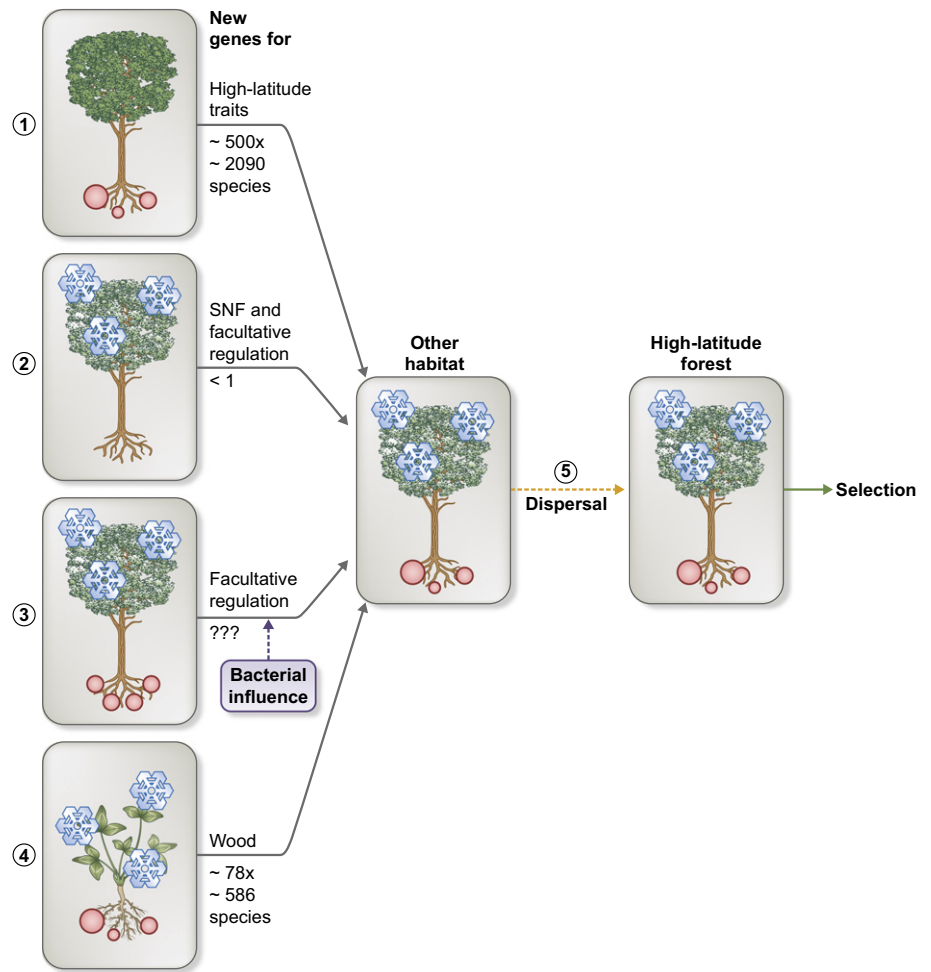 New
genes for
①
High-latitude
traits
~ 500x
~ 2090
species
②
SNF and
facultative
regulation
< 1
Other
habitat
High-latitude
forest
⑤
Dispersal
Selection
③
Facultative
regulation
???
Bacterial
influence
④
Wood
~ 78x
~ 586
species